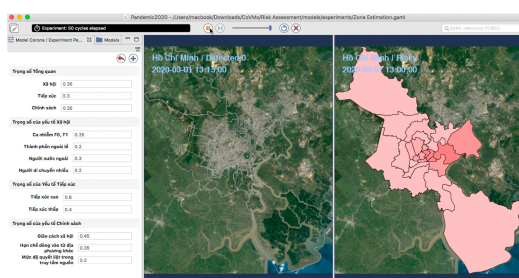 Pandemic2020 - /Users/macbook/Downloads/CoVMo/Risk Assessment/models/experiments/Zone Estimation.gaml
Experiment: 50 cycles elapsed
Model Corona / Experiment Pa...
Models
Trọng số Tổng quan
Xã hội 0.35
Tiếp xúc 0.3
Chính sách 0.35
Trọng số của yếu tố Xã hội
Ca nhiễm F0, F1 0.35
Thành phần ngoại lề 0.2
Người nước ngoài 0.2
Người di chuyển nhiều 0.2
Trọng số của Yếu tố Tiếp xúc
Tiếp xúc cao 0.6
Tiếp xúc thấp 0.4
Trọng số của yếu tố Chính sách
Giãn cách xã hội 0.45
Hạn chế đông vào từ địa phương khác 0.35
Mức độ quyết liệt trong truy tầm nguồn 0.2
Hồ Chí Minh / Detected:0
2020-03-01 13:15:00
Hồ Chí Minh / Risky
2020-03-01 13:00:00